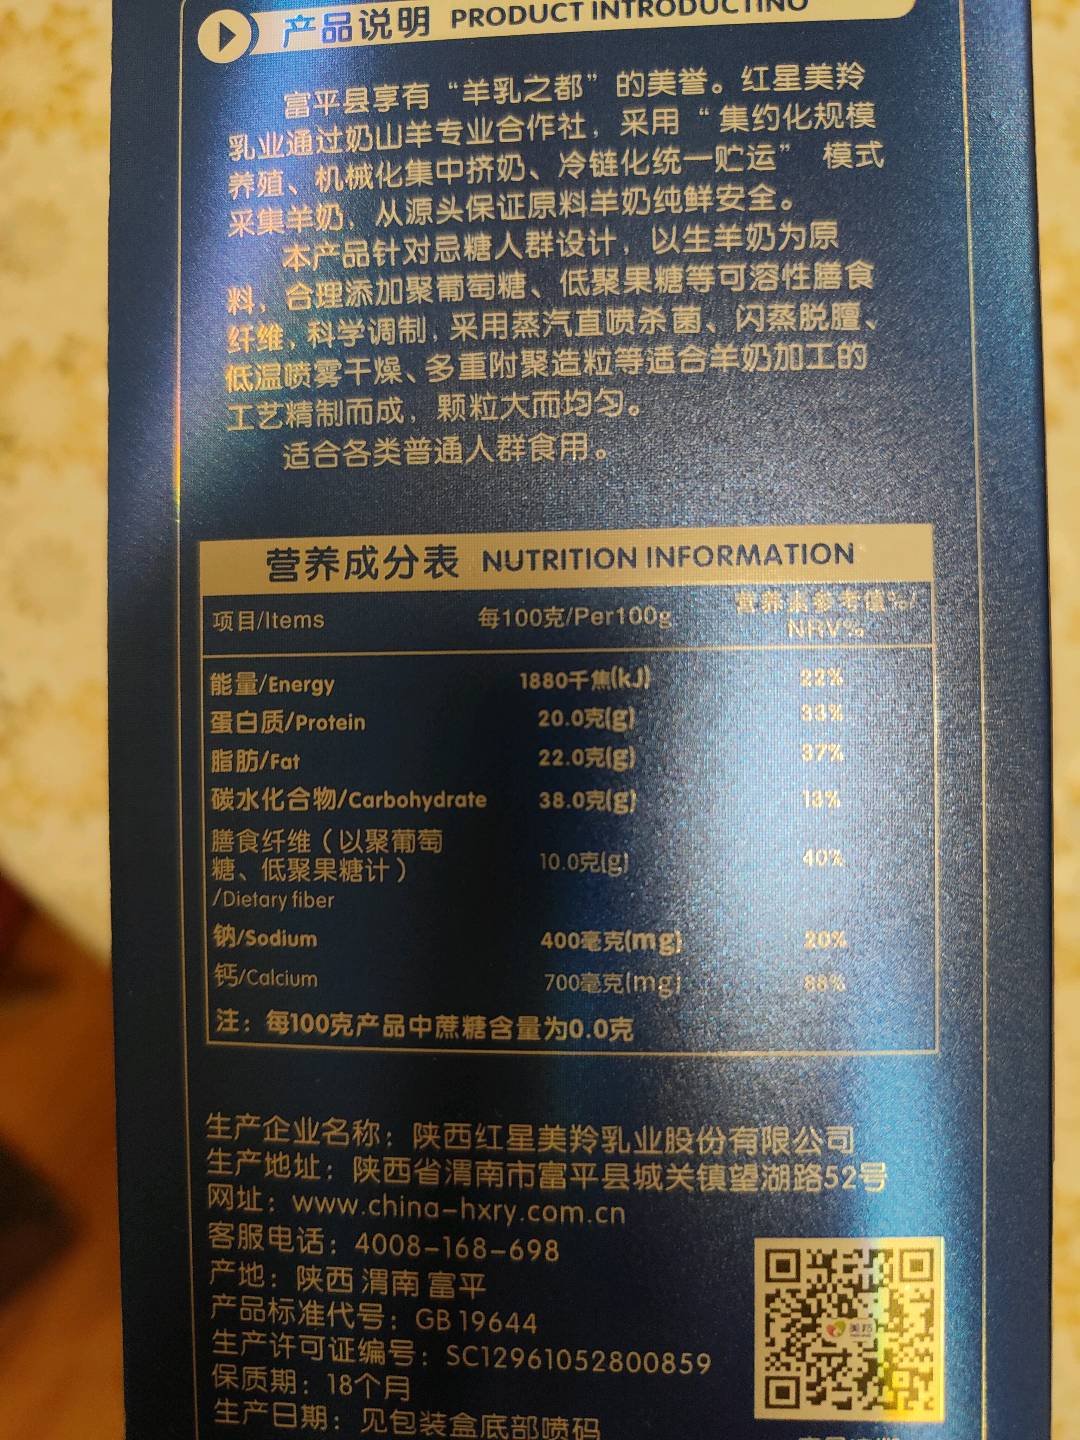 产品说明 PRODUCT INTRODUCTINO
富平县享有“羊乳之都”的美誉。红星美羚
乳业通过奶山羊专业合作社，采用“集约化规模
养殖、机械化集中挤奶、冷链化统一贮运” 模式
采集羊奶，从源头保证原料羊奶纯鲜安全。
本产品针对忌糖人群设计，以生羊奶为原
料，合理添加聚葡萄糖、低聚果糖等可溶性膳食
纤维，科学调制，采用蒸汽直喷杀菌、闪蒸脱膻、
低温喷雾干燥、多重附聚造粒等适合羊奶加工的
工艺精制而成，颗粒大而均匀。
适合各类普通人群食用。
营养成分表 NUTRITION INFORMATION
项目/Items 每100克/Per100g 营养素参考值%/
NRV%
能量/Energy 1880千焦(kJ) 22%
蛋白质/Protein 20.0克(g) 33%
脂肪/Fat 22.0克(g) 37%
碳水化合物/Carbohydrate 38.0克(g) 13%
膳食纤维（以聚葡萄
糖、低聚果糖计） 10.0克(g) 40%
/Dietary fiber
钠/Sodium 400毫克(mg) 20%
钙/Calcium 700毫克(mg) 88%
注：每100克产品中蔗糖含量为0.0克
生产企业名称：陕西红星美羚乳业股份有限公司
生产地址：陕西省渭南市富平县城关镇望湖路52号
网址：www.china-hxry.com.cn
客服电话：4008-168-698
产地：陕西 渭南 富平
产品标准代号：GB 19644
生产许可证编号：SC12961052800859
保质期：18个月
生产日期：见包装盒底部喷码
美羚